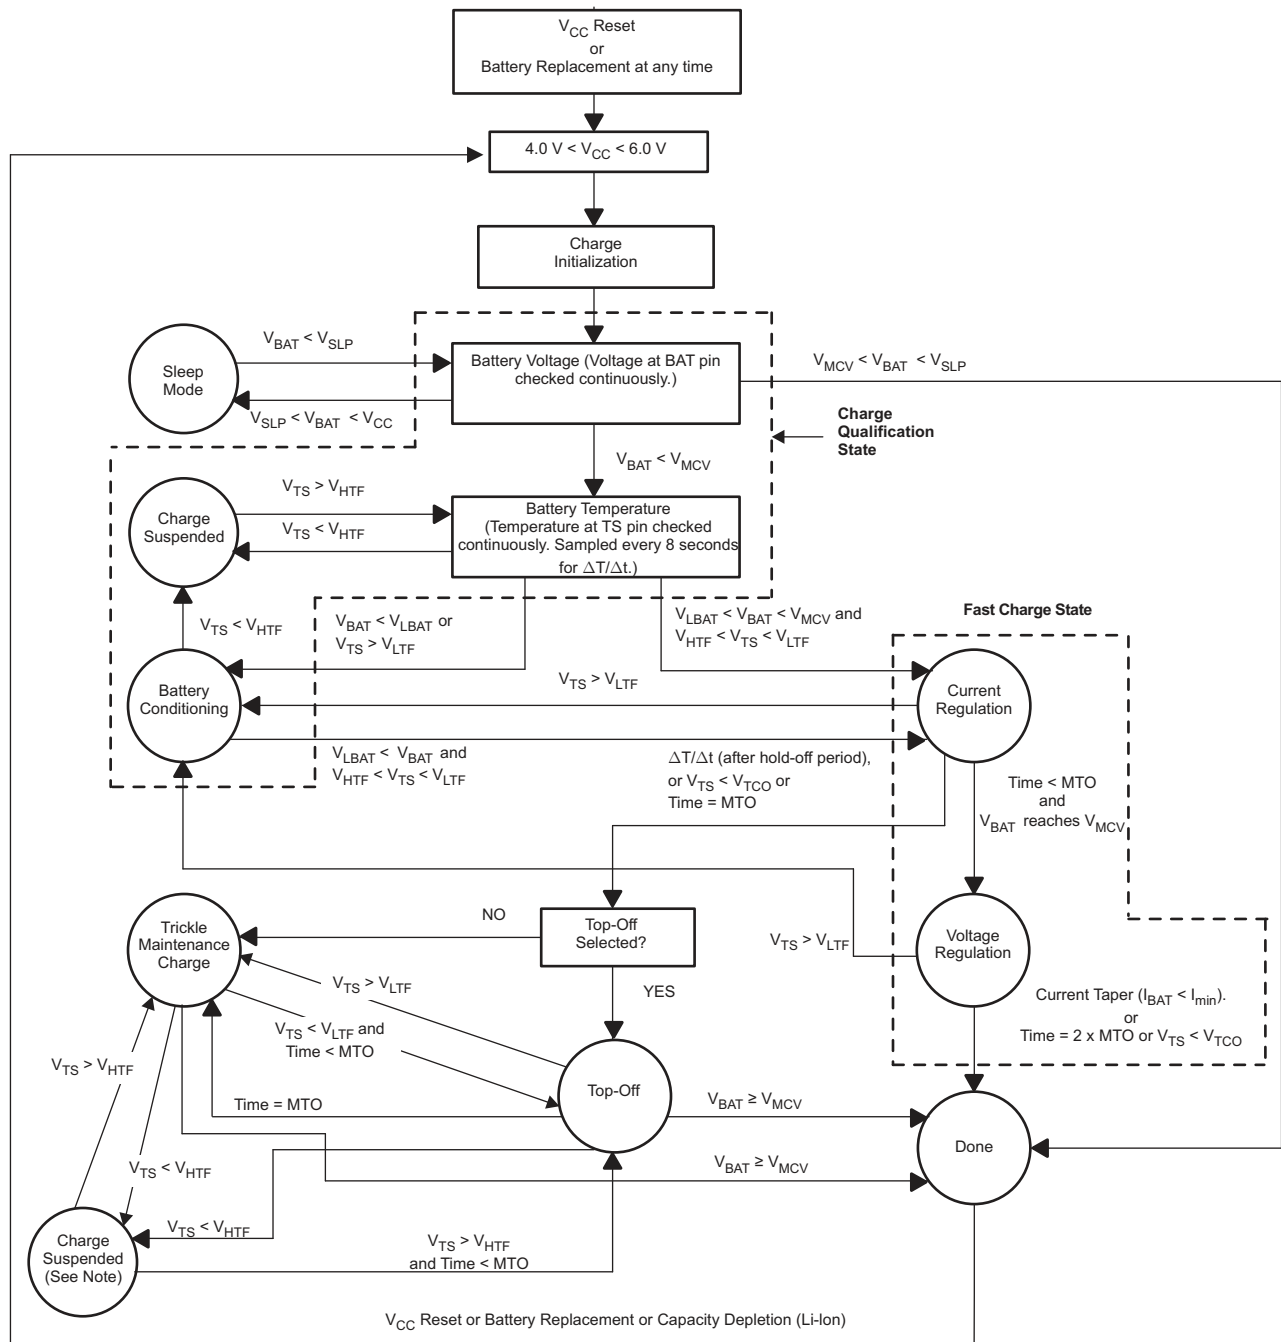 V_CC Reset
or
Battery Replacement at any time
4.0 V < V_CC < 6.0 V
Charge
Initialization
V_BAT < V_SLP
Sleep
Mode
V_SLP < V_BAT < V_CC
Battery Voltage (Voltage at BAT pin
checked continuously.)
V_MCV < V_BAT < V_SLP
Charge
Qualification
State
V_BAT < V_MCV
V_TS > V_HTF
Charge
Suspended
V_TS < V_HTF
Battery Temperature
(Temperature at TS pin checked
continuously. Sampled every 8 seconds
for ΔT/Δt.)
V_TS < V_HTF
V_BAT < V_LBAT or
V_TS > V_LTF
V_LBAT < V_BAT < V_MCV and
V_HTF < V_TS < V_LTF
Fast Charge State
Battery
Conditioning
V_TS > V_LTF
Current
Regulation
V_LBAT < V_BAT and
V_HTF < V_TS < V_LTF
ΔT/Δt (after hold-off period),
or V_TS < V_TCO or
Time = MTO
Time < MTO
and
V_BAT reaches V_MCV
Trickle
Maintenance
Charge
NO
Top-Off
Selected?
YES
V_TS > V_LTF
Voltage
Regulation
V_TS > V_LTF
V_TS < V_LTF and
Time < MTO
Current Taper (I_BAT < I_min).
or
Time = 2 x MTO or V_TS < V_TCO
V_TS > V_HTF
Time = MTO
Top-Off
V_BAT ≥ V_MCV
Done
V_TS < V_HTF
V_BAT ≥ V_MCV
V_TS < V_HTF
Charge
Suspended
(See Note)
V_TS > V_HTF
and Time < MTO
V_CC Reset or Battery Replacement or Capacity Depletion (Li-Ion)